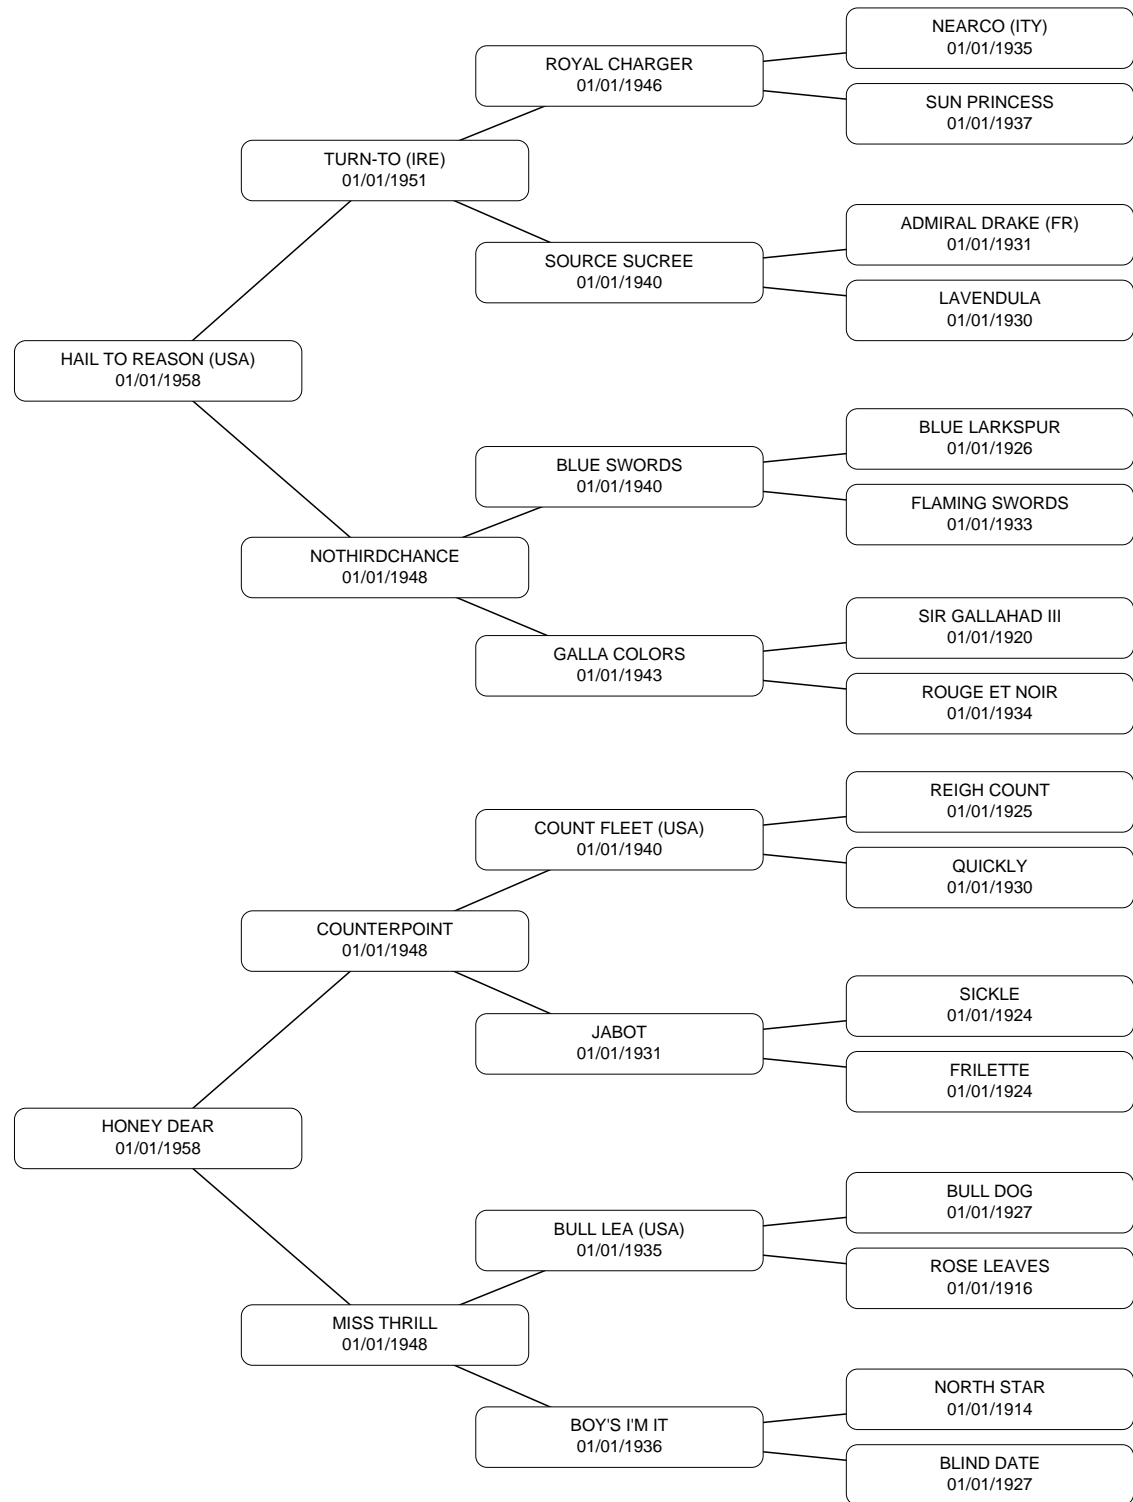 NEARCO (ITY)
01/01/1935
ROYAL CHARGER
01/01/1946
SUN PRINCESS
01/01/1937
TURN-TO (IRE)
01/01/1951
ADMIRAL DRAKE (FR)
01/01/1931
SOURCE SUCREE
01/01/1940
LAVENDULA
01/01/1930
HAIL TO REASON (USA)
01/01/1958
BLUE LARKSPUR
01/01/1926
BLUE SWORDS
01/01/1940
FLAMING SWORDS
01/01/1933
NOTHIRDCHANCE
01/01/1948
SIR GALLAHAD III
01/01/1920
GALLA COLORS
01/01/1943
ROUGE ET NOIR
01/01/1934
REIGH COUNT
01/01/1925
COUNT FLEET (USA)
01/01/1940
QUICKLY
01/01/1930
COUNTERPOINT
01/01/1948
SICKLE
01/01/1924
JABOT
01/01/1931
FRILETTE
01/01/1924
HONEY DEAR
01/01/1958
BULL DOG
01/01/1927
BULL LEA (USA)
01/01/1935
ROSE LEAVES
01/01/1916
MISS THRILL
01/01/1948
NORTH STAR
01/01/1914
BOY'S I'M IT
01/01/1936
BLIND DATE
01/01/1927